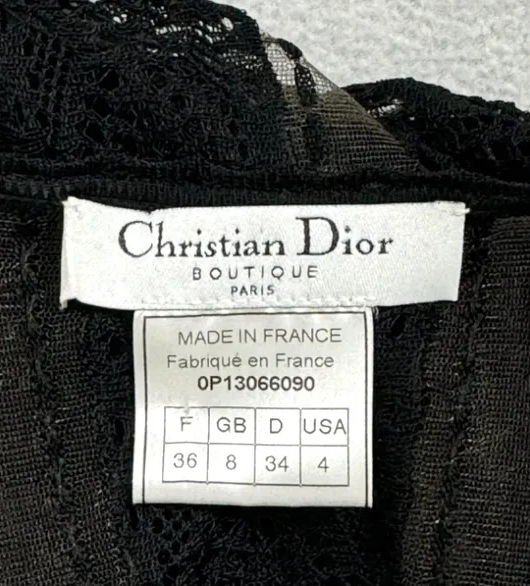 Christian Dior
BOUTIQUE
PARIS
MADE IN FRANCE
Fabriqué en France
0P13066090
F GB D USA
36 8 34 4